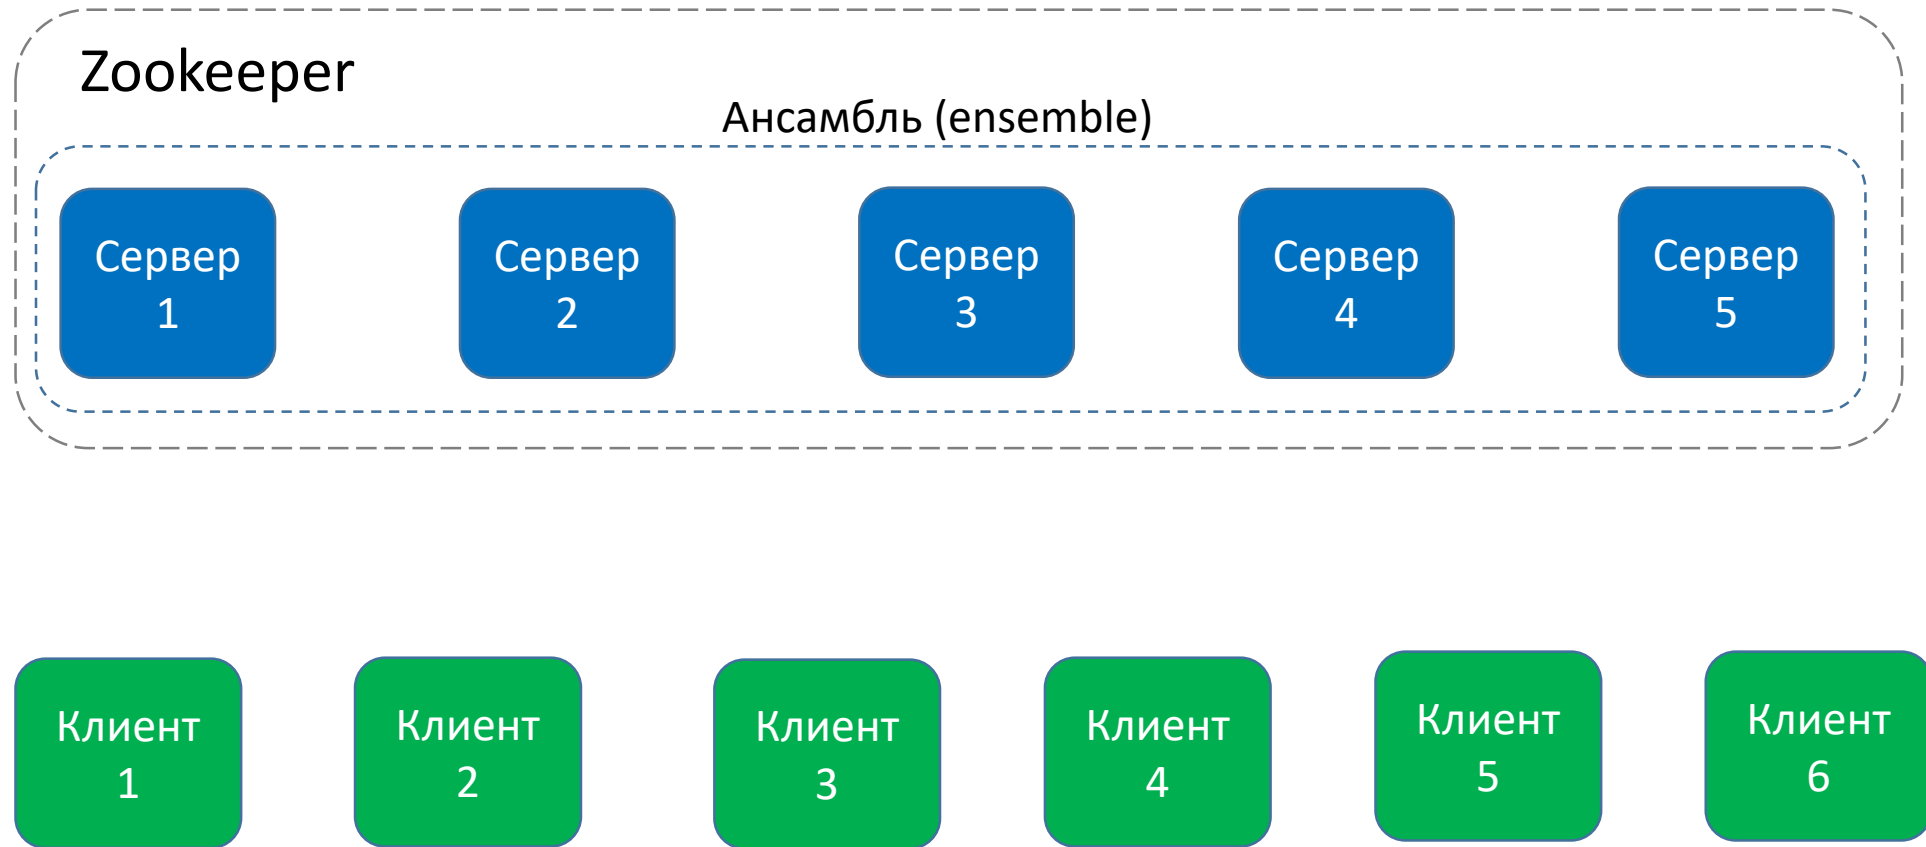 Zookeeper
Ансамбль (ensemble)
Сервер
1
Сервер
2
Сервер
3
Сервер
4
Сервер
5
Клиент
1
Клиент
2
Клиент
3
Клиент
4
Клиент
5
Клиент
6